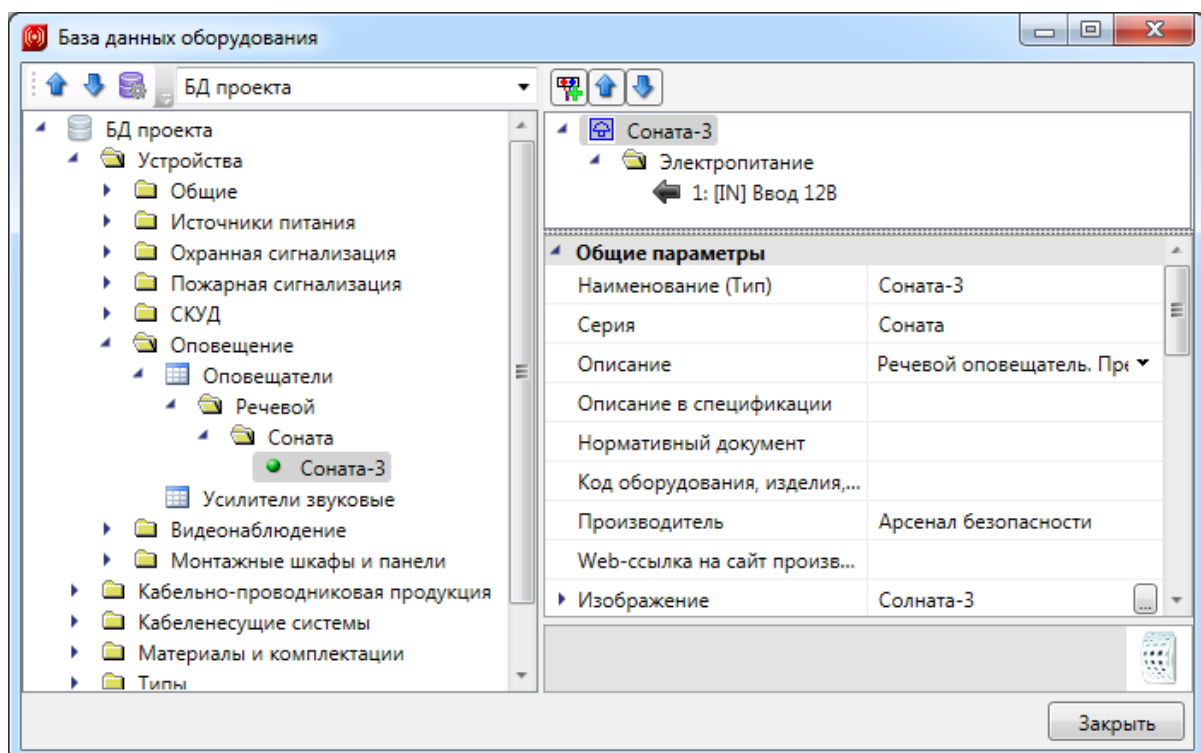 База данных оборудования
БД проекта
БД проекта
Устройства
Общие
Источники питания
Охранная сигнализация
Пожарная сигнализация
СКУД
Оповещение
Оповещатели
Речевой
Соната
Соната-3
Усилители звуковые
Видеонаблюдение
Монтажные шкафы и панели
Кабельно-проводниковая продукция
Кабеленесущие системы
Материалы и комплектации
Типы
Соната-3
Электропитание
1: [IN] Ввод 12В
Общие параметры
Наименование (Тип) Соната-3
Серия Соната
Описание Речевой оповещатель. Пре
Описание в спецификации
Нормативный документ
Код оборудования, изделия,...
Производитель Арсенал безопасности
Web-ссылка на сайт произв...
Изображение Солната-3 ...
Закрыть